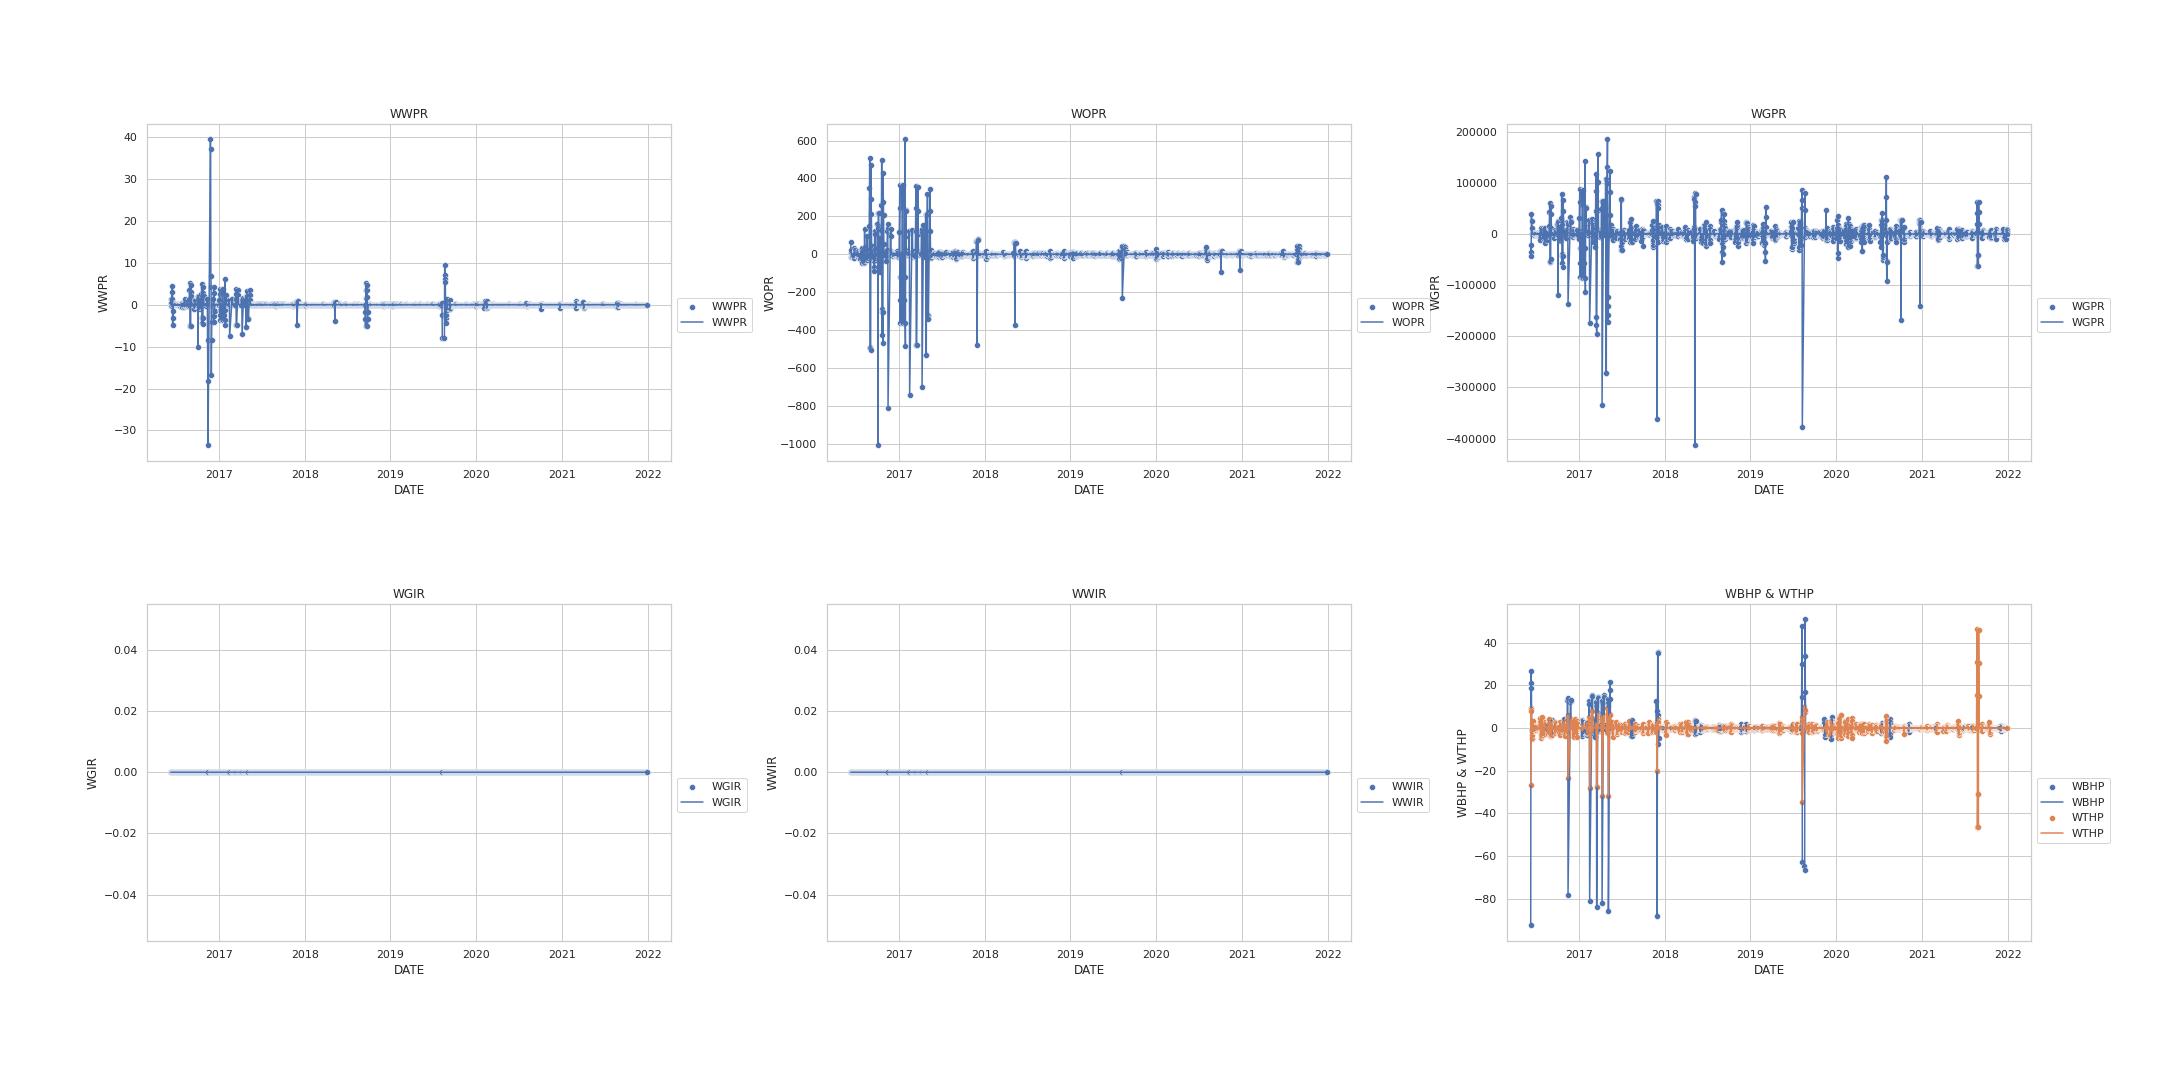 WWPR
40
30
20
10
0
−10
−20
−30
WWPR
2017 2018 2019 2020 2021 2022
DATE
WWPR
WWPR
WOPR
600
400
200
0
−200
−400
−600
−800
−1000
WOPR
2017 2018 2019 2020 2021 2022
DATE
WOPR
WOPR
WGPR
200000
100000
0
−100000
−200000
−300000
−400000
WGPR
2017 2018 2019 2020 2021 2022
DATE
WGPR
WGPR
WGIR
0.04
0.02
0.00
−0.02
−0.04
WGIR
2017 2018 2019 2020 2021 2022
DATE
WGIR
WGIR
WWIR
0.04
0.02
0.00
−0.02
−0.04
WWIR
2017 2018 2019 2020 2021 2022
DATE
WWIR
WWIR
WBHP & WTHP
40
20
0
−20
−40
−60
−80
WBHP & WTHP
2017 2018 2019 2020 2021 2022
DATE
WBHP
WBHP
WTHP
WTHP